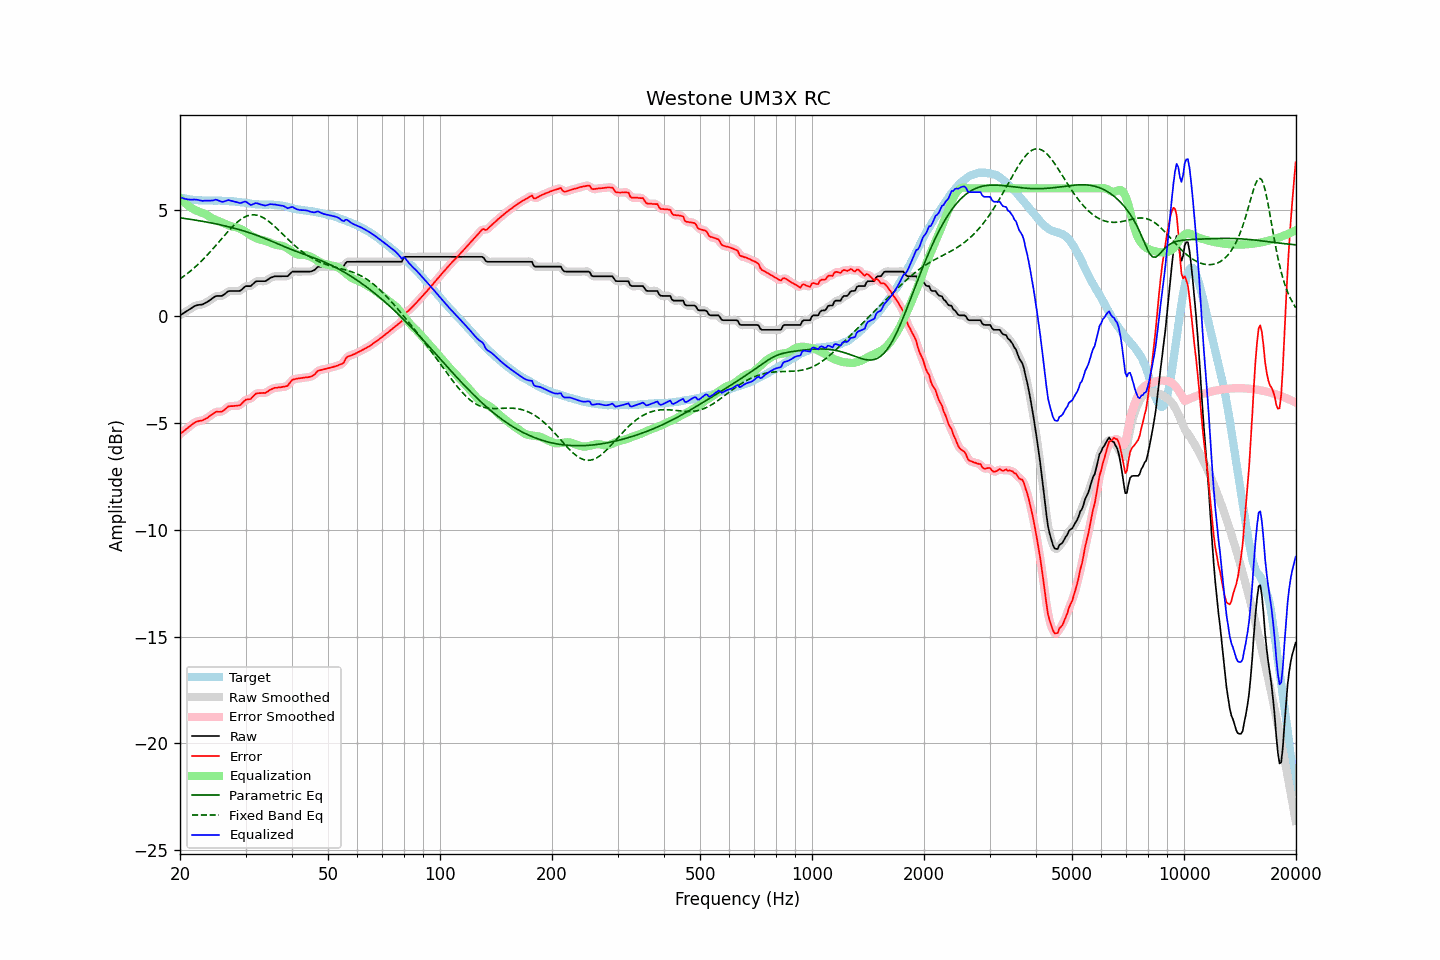 Westone UM3X RC
Amplitude (dBr)
5
0
−5
−10
−15
−20
−25
Target
Raw Smoothed
Error Smoothed
Raw
Error
Equalization
Parametric Eq
Fixed Band Eq
Equalized
20 50 100 200 500 1000 2000 5000 10000 20000
Frequency (Hz)